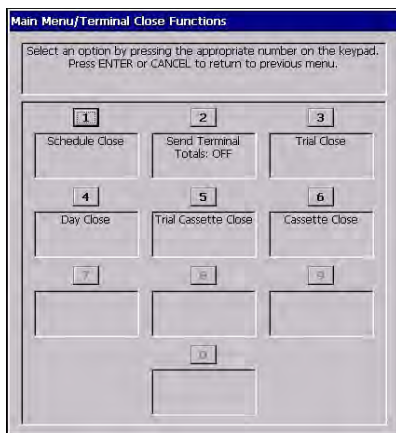 Main Menu/Terminal Close Functions
Select an option by pressing the appropriate number on the keypad.
Press ENTER or CANCEL to return to previous menu.
1 2 3
Schedule Close Send Terminal Totals: OFF Trial Close
4 5 6
Day Close Trial Cassette Close Cassette Close
7 8 9
0